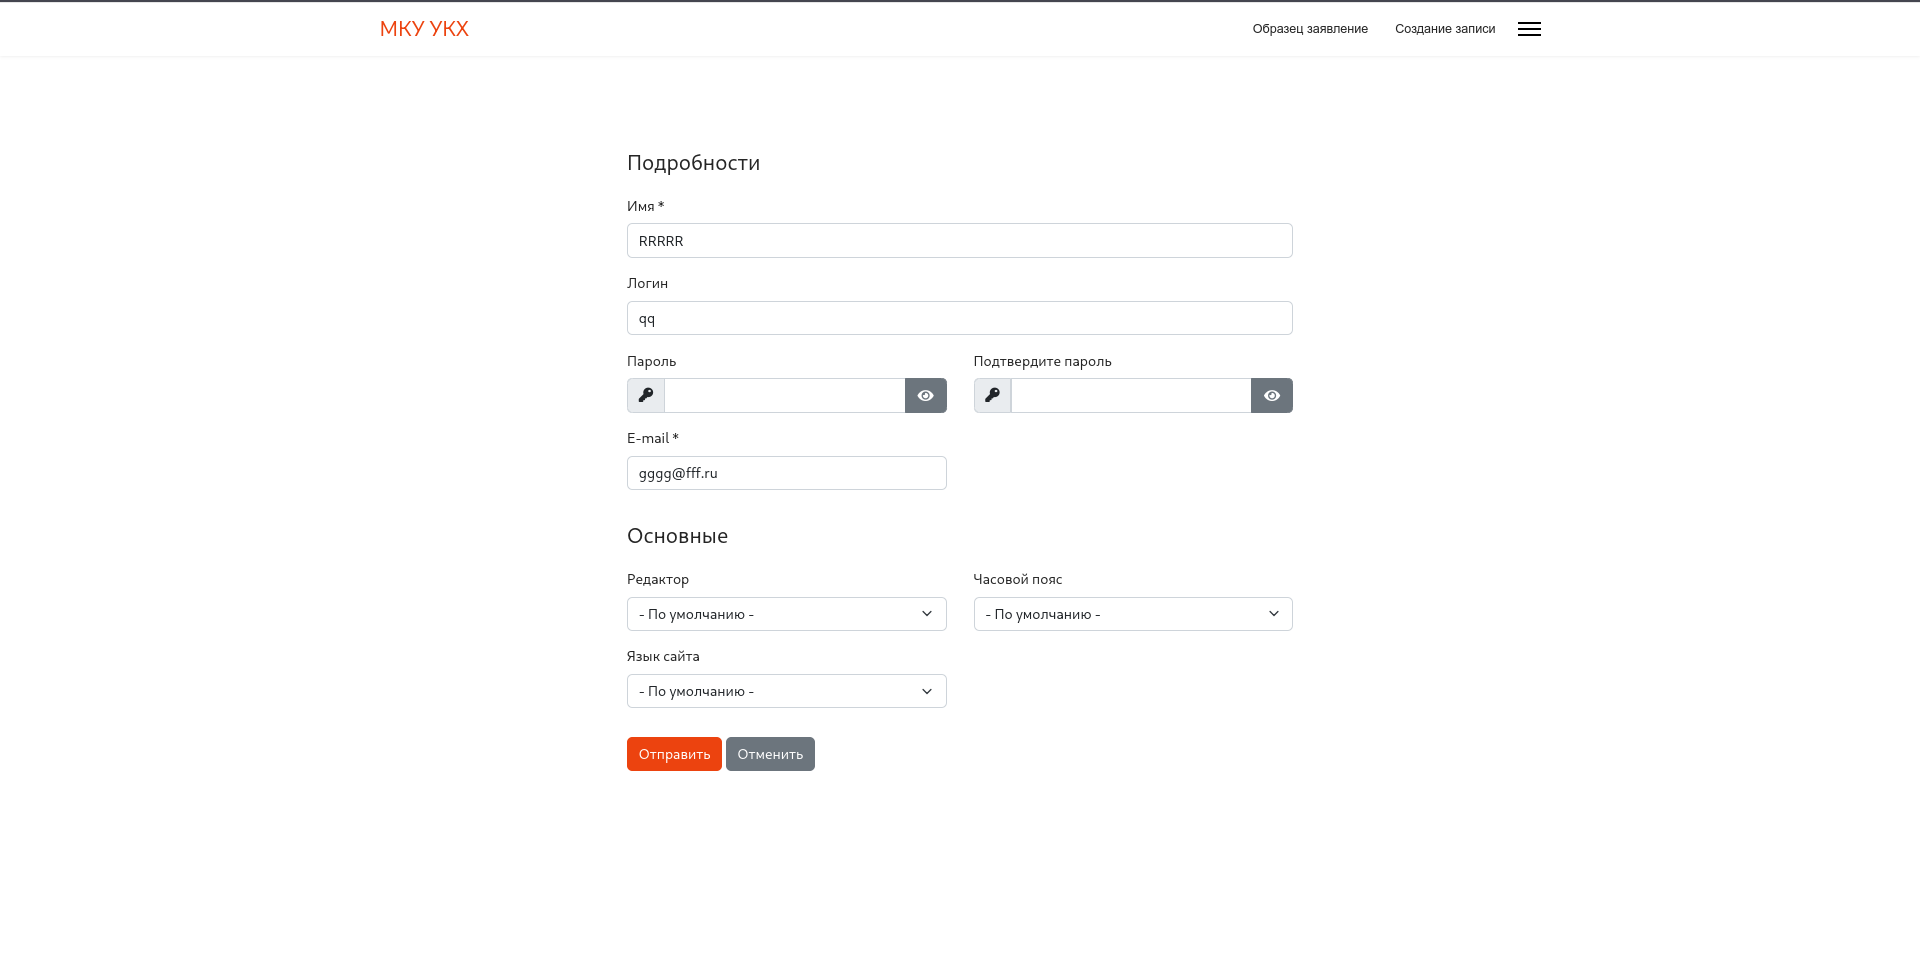 МКУ УКХ
Образец заявление
Создание записи
Подробности
Имя *
RRRRR
Логин
qq
Пароль
Подтвердите пароль
E-mail *
gggg@fff.ru
Основные
Редактор
Часовой пояс
- По умолчанию -
- По умолчанию -
Язык сайта
- По умолчанию -
Отправить
Отменить